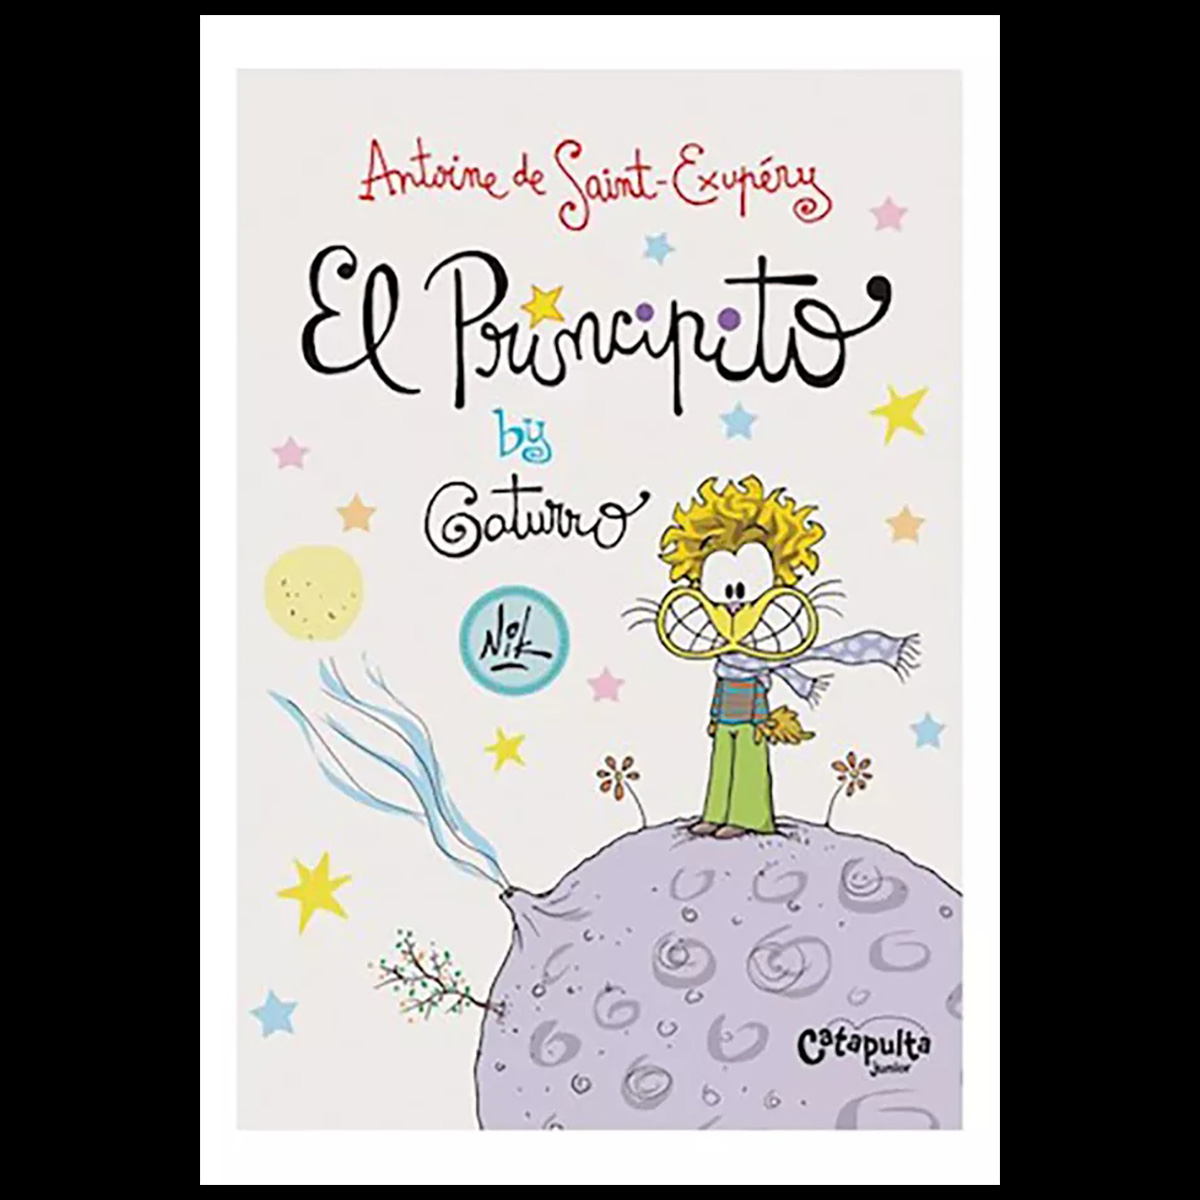 Antoine de Saint-Exupéry
El Principito
by
Gaturro
Nik
Catapulta
junior